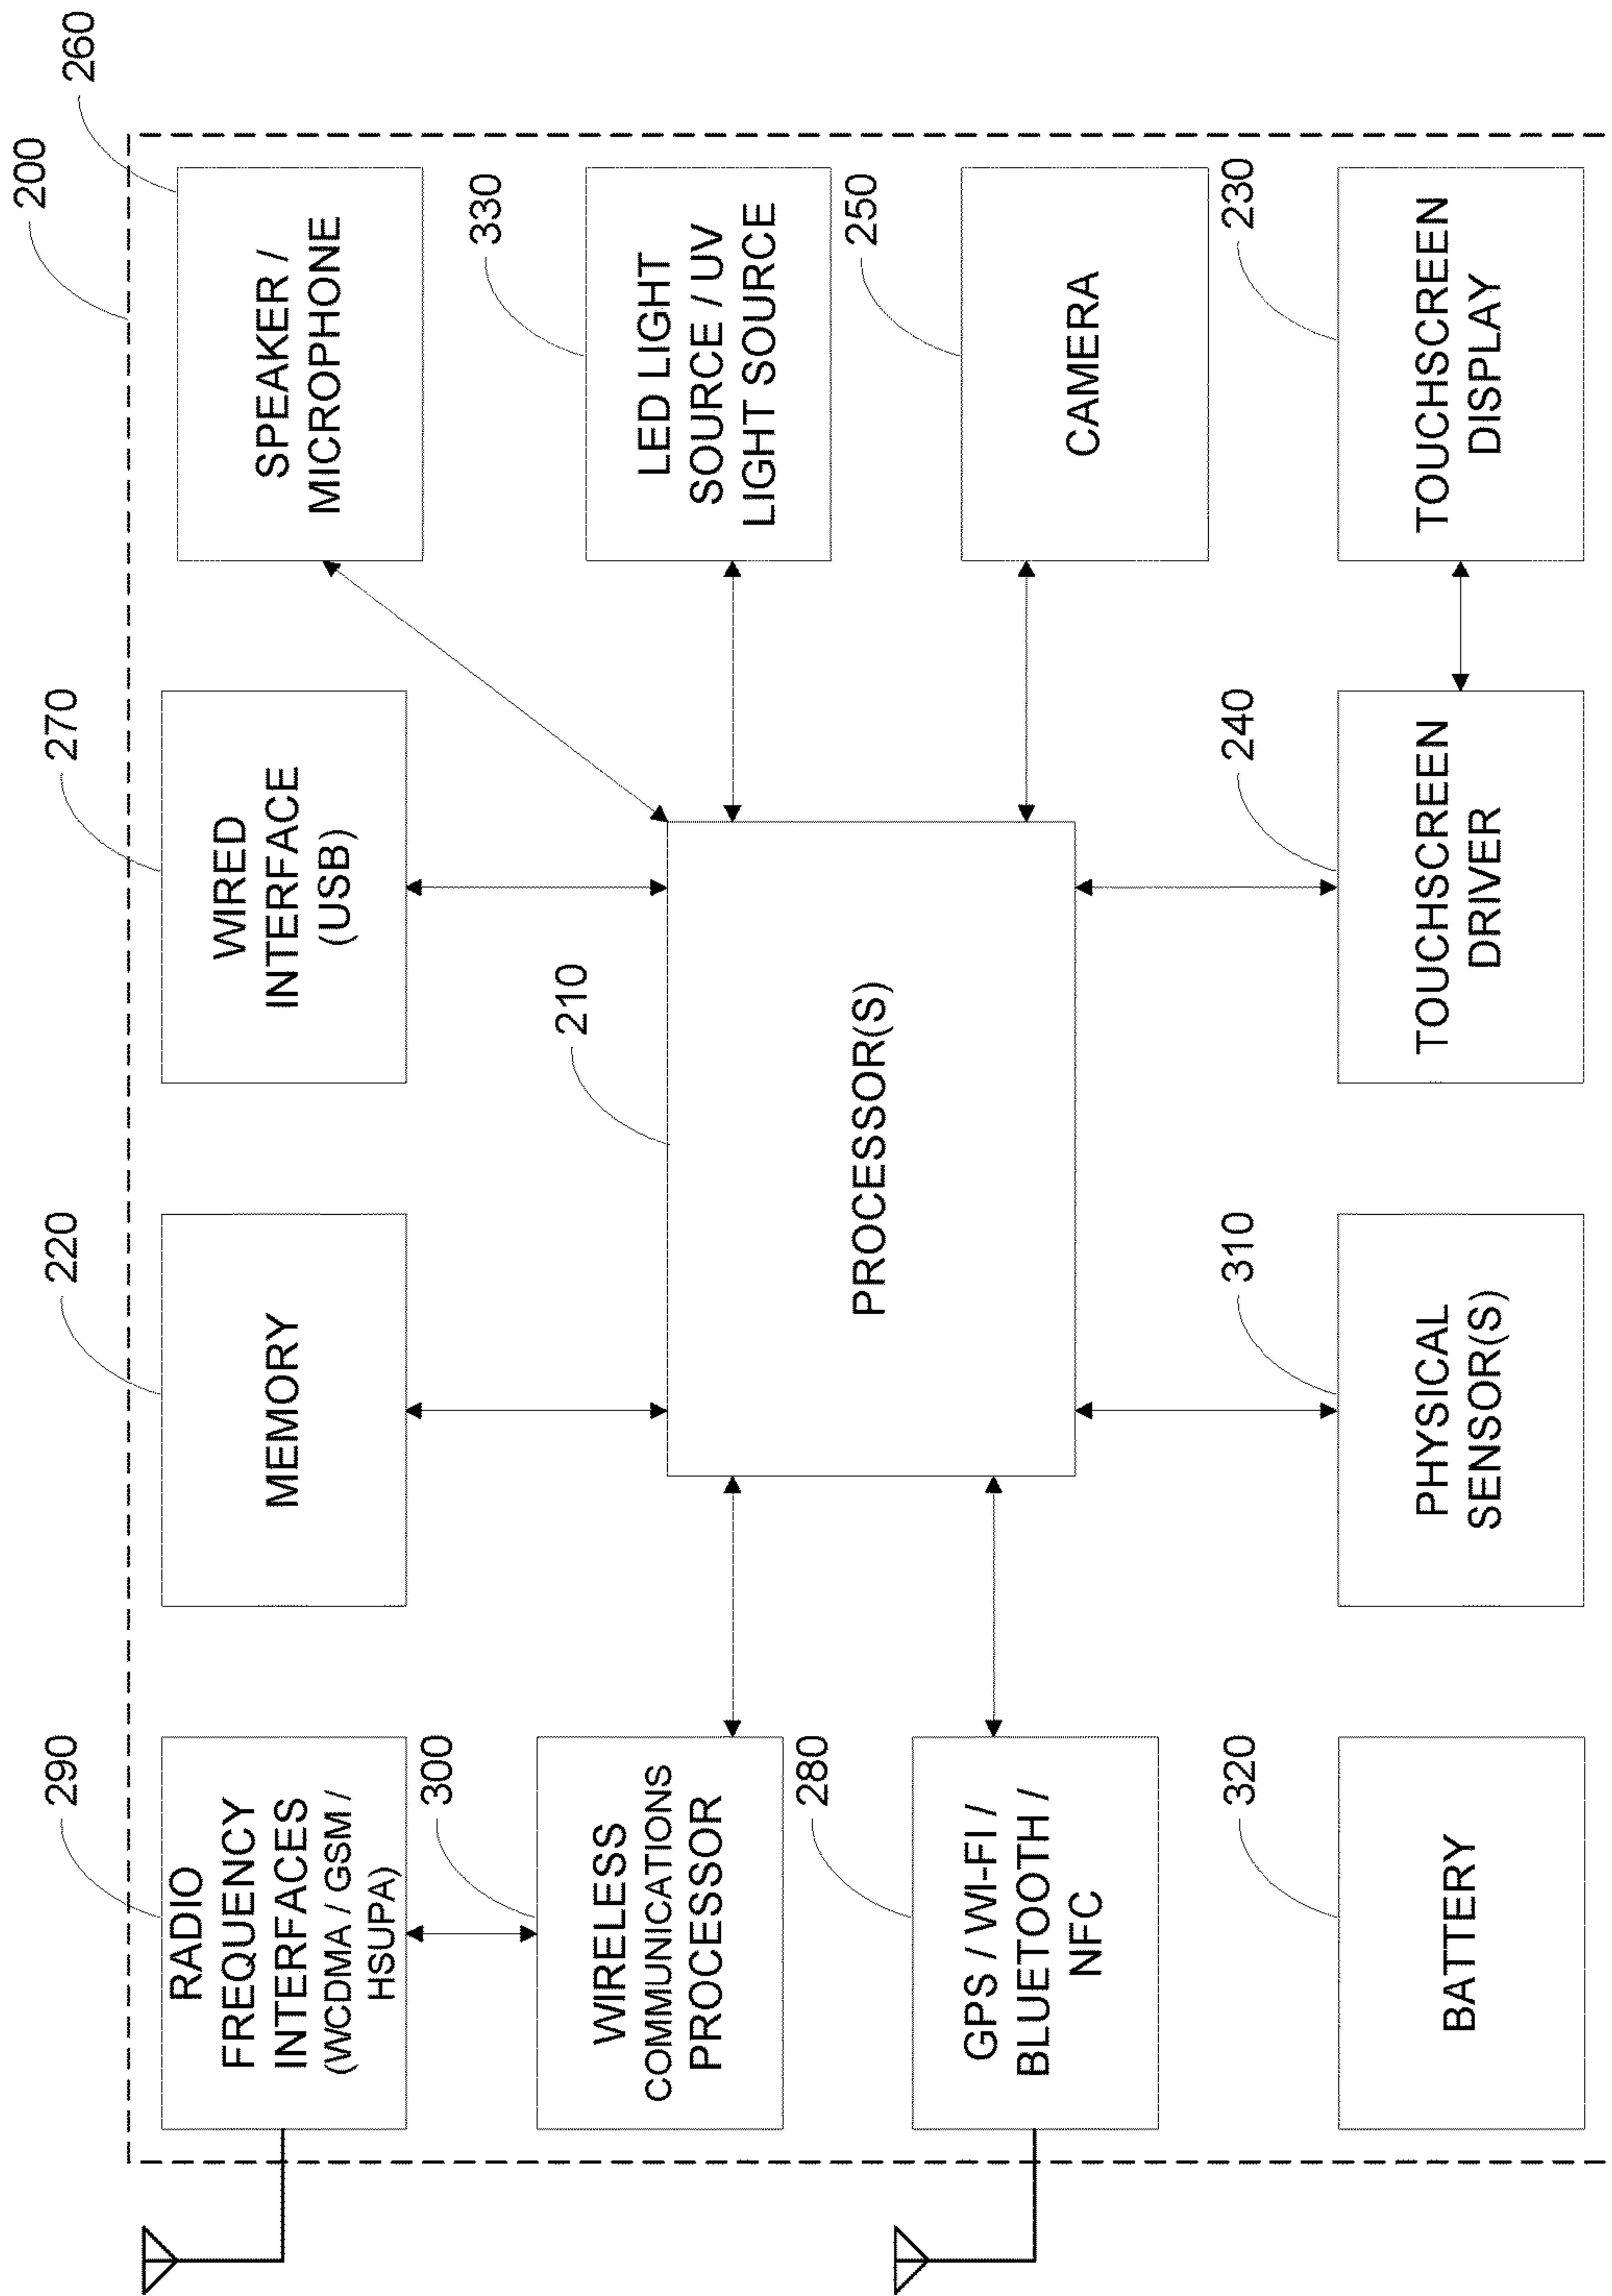 290
RADIO
FREQUENCY
INTERFACES
(WCDMA / GSM /
HSUPA)
220
MEMORY
270
WIRED
INTERFACE
(USB)
200
260
SPEAKER /
MICROPHONE
300
WIRELESS
COMMUNICATIONS
PROCESSOR
210
PROCESSOR(S)
330
LED LIGHT
SOURCE / UV
LIGHT SOURCE
280
GPS / WI-FI /
BLUETOOTH /
NFC
250
CAMERA
320
BATTERY
310
PHYSICAL
SENSOR(S)
240
TOUCHSCREEN
DRIVER
230
TOUCHSCREEN
DISPLAY